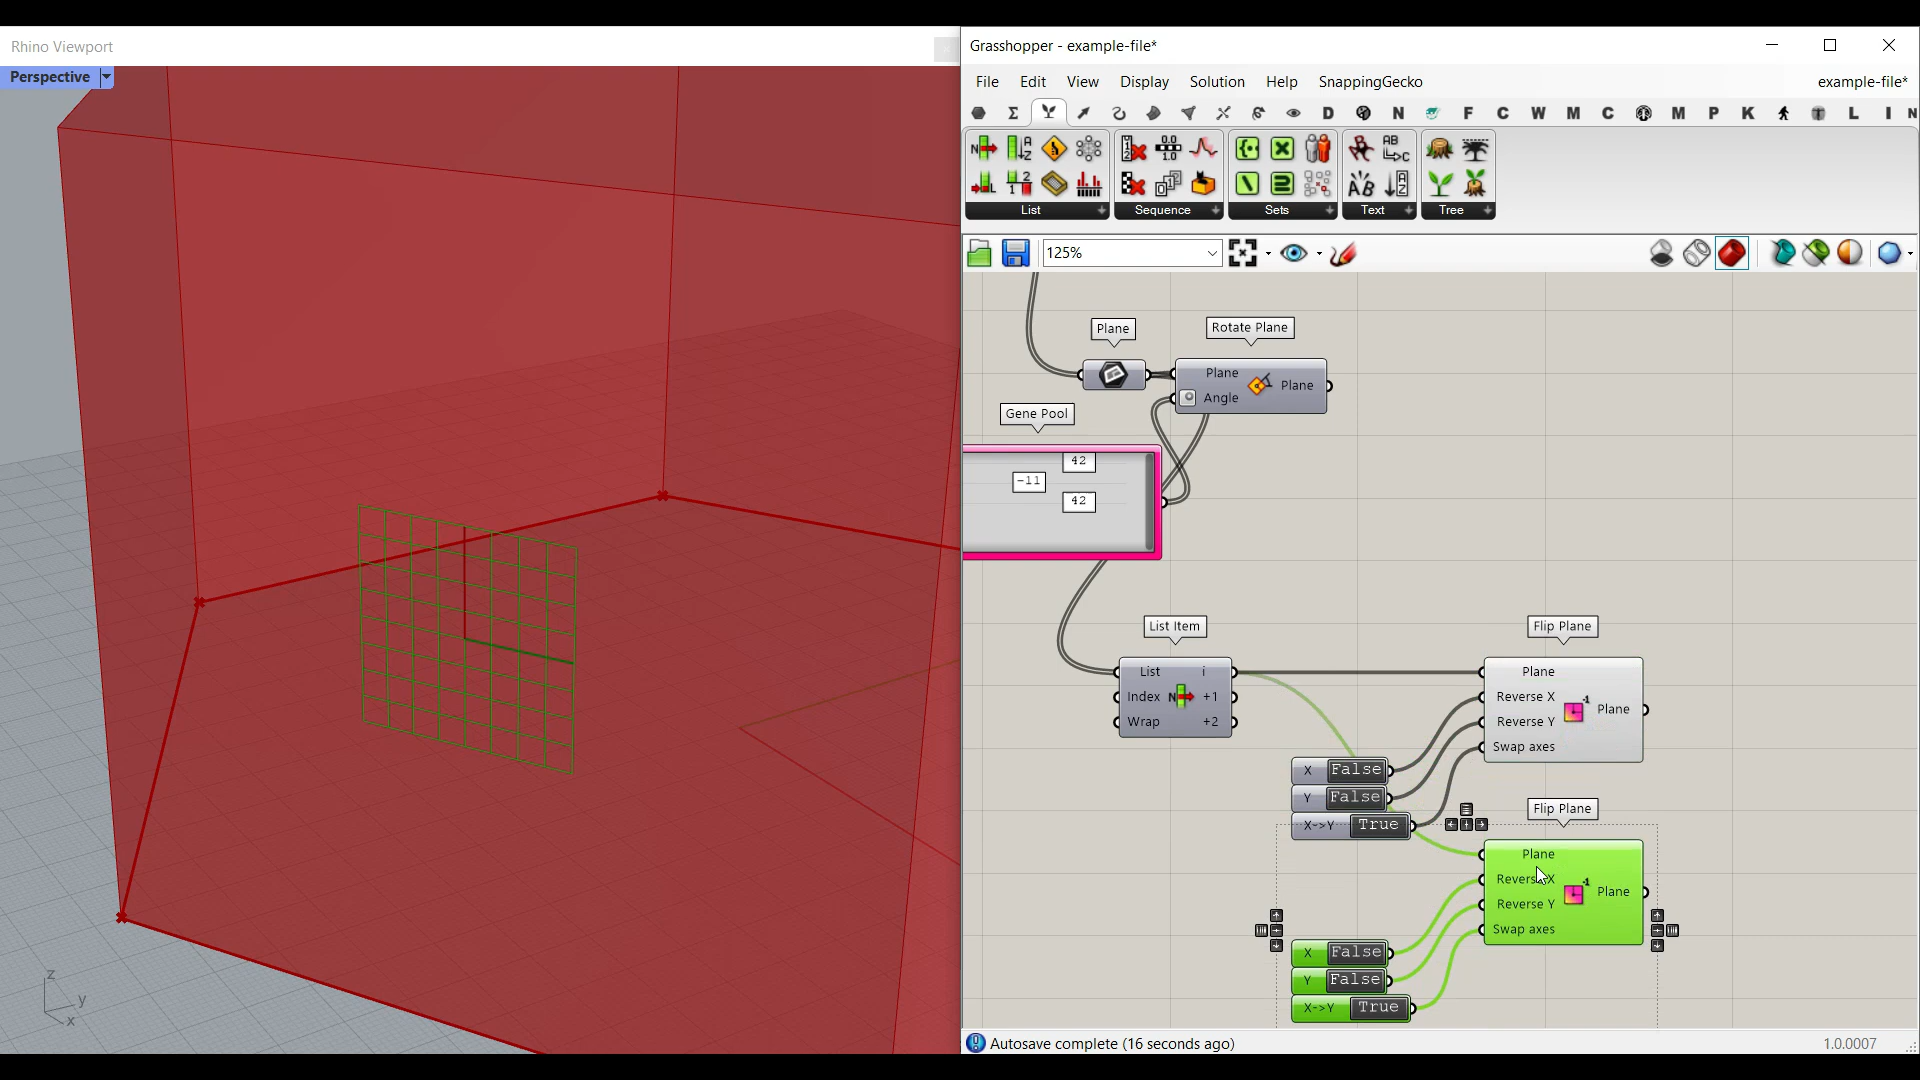 Rhino Viewport
Perspective
z
y
x
Grasshopper - example-file*
File Edit View Display Solution Help SnappingGecko example-file*
D N F C W M C M P K L I N
List Sequence Sets Text Tree
125%
Plane
Rotate Plane
Plane
Angle
Plane
Gene Pool
42
-11
42
List Item
List
Index
Wrap
i
+1
+2
Flip Plane
Plane
Reverse X
Reverse Y
Swap axes
Plane
X False
Y False
X->Y True
Flip Plane
Plane
Reverse X
Reverse Y
Swap axes
Plane
X False
Y False
X->Y True
Autosave complete (16 seconds ago)
1.0.0007